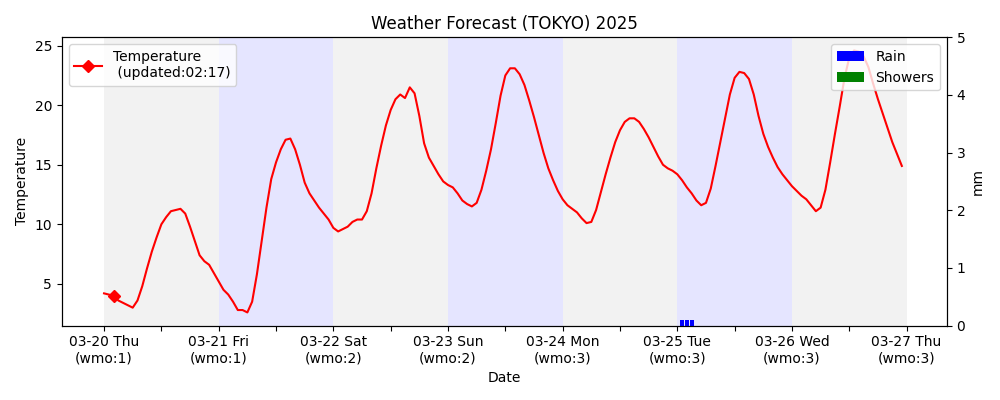 Weather Forecast (TOKYO) 2025
Temperature
(updated:02:17)
Rain
Showers
25
20
15
10
5
Temperature
5
4
3
2
1
0
mm
03-20 Thu
(wmo:1)
03-21 Fri
(wmo:1)
03-22 Sat
(wmo:2)
03-23 Sun
(wmo:2)
03-24 Mon
(wmo:3)
03-25 Tue
(wmo:3)
03-26 Wed
(wmo:3)
03-27 Thu
(wmo:3)
Date